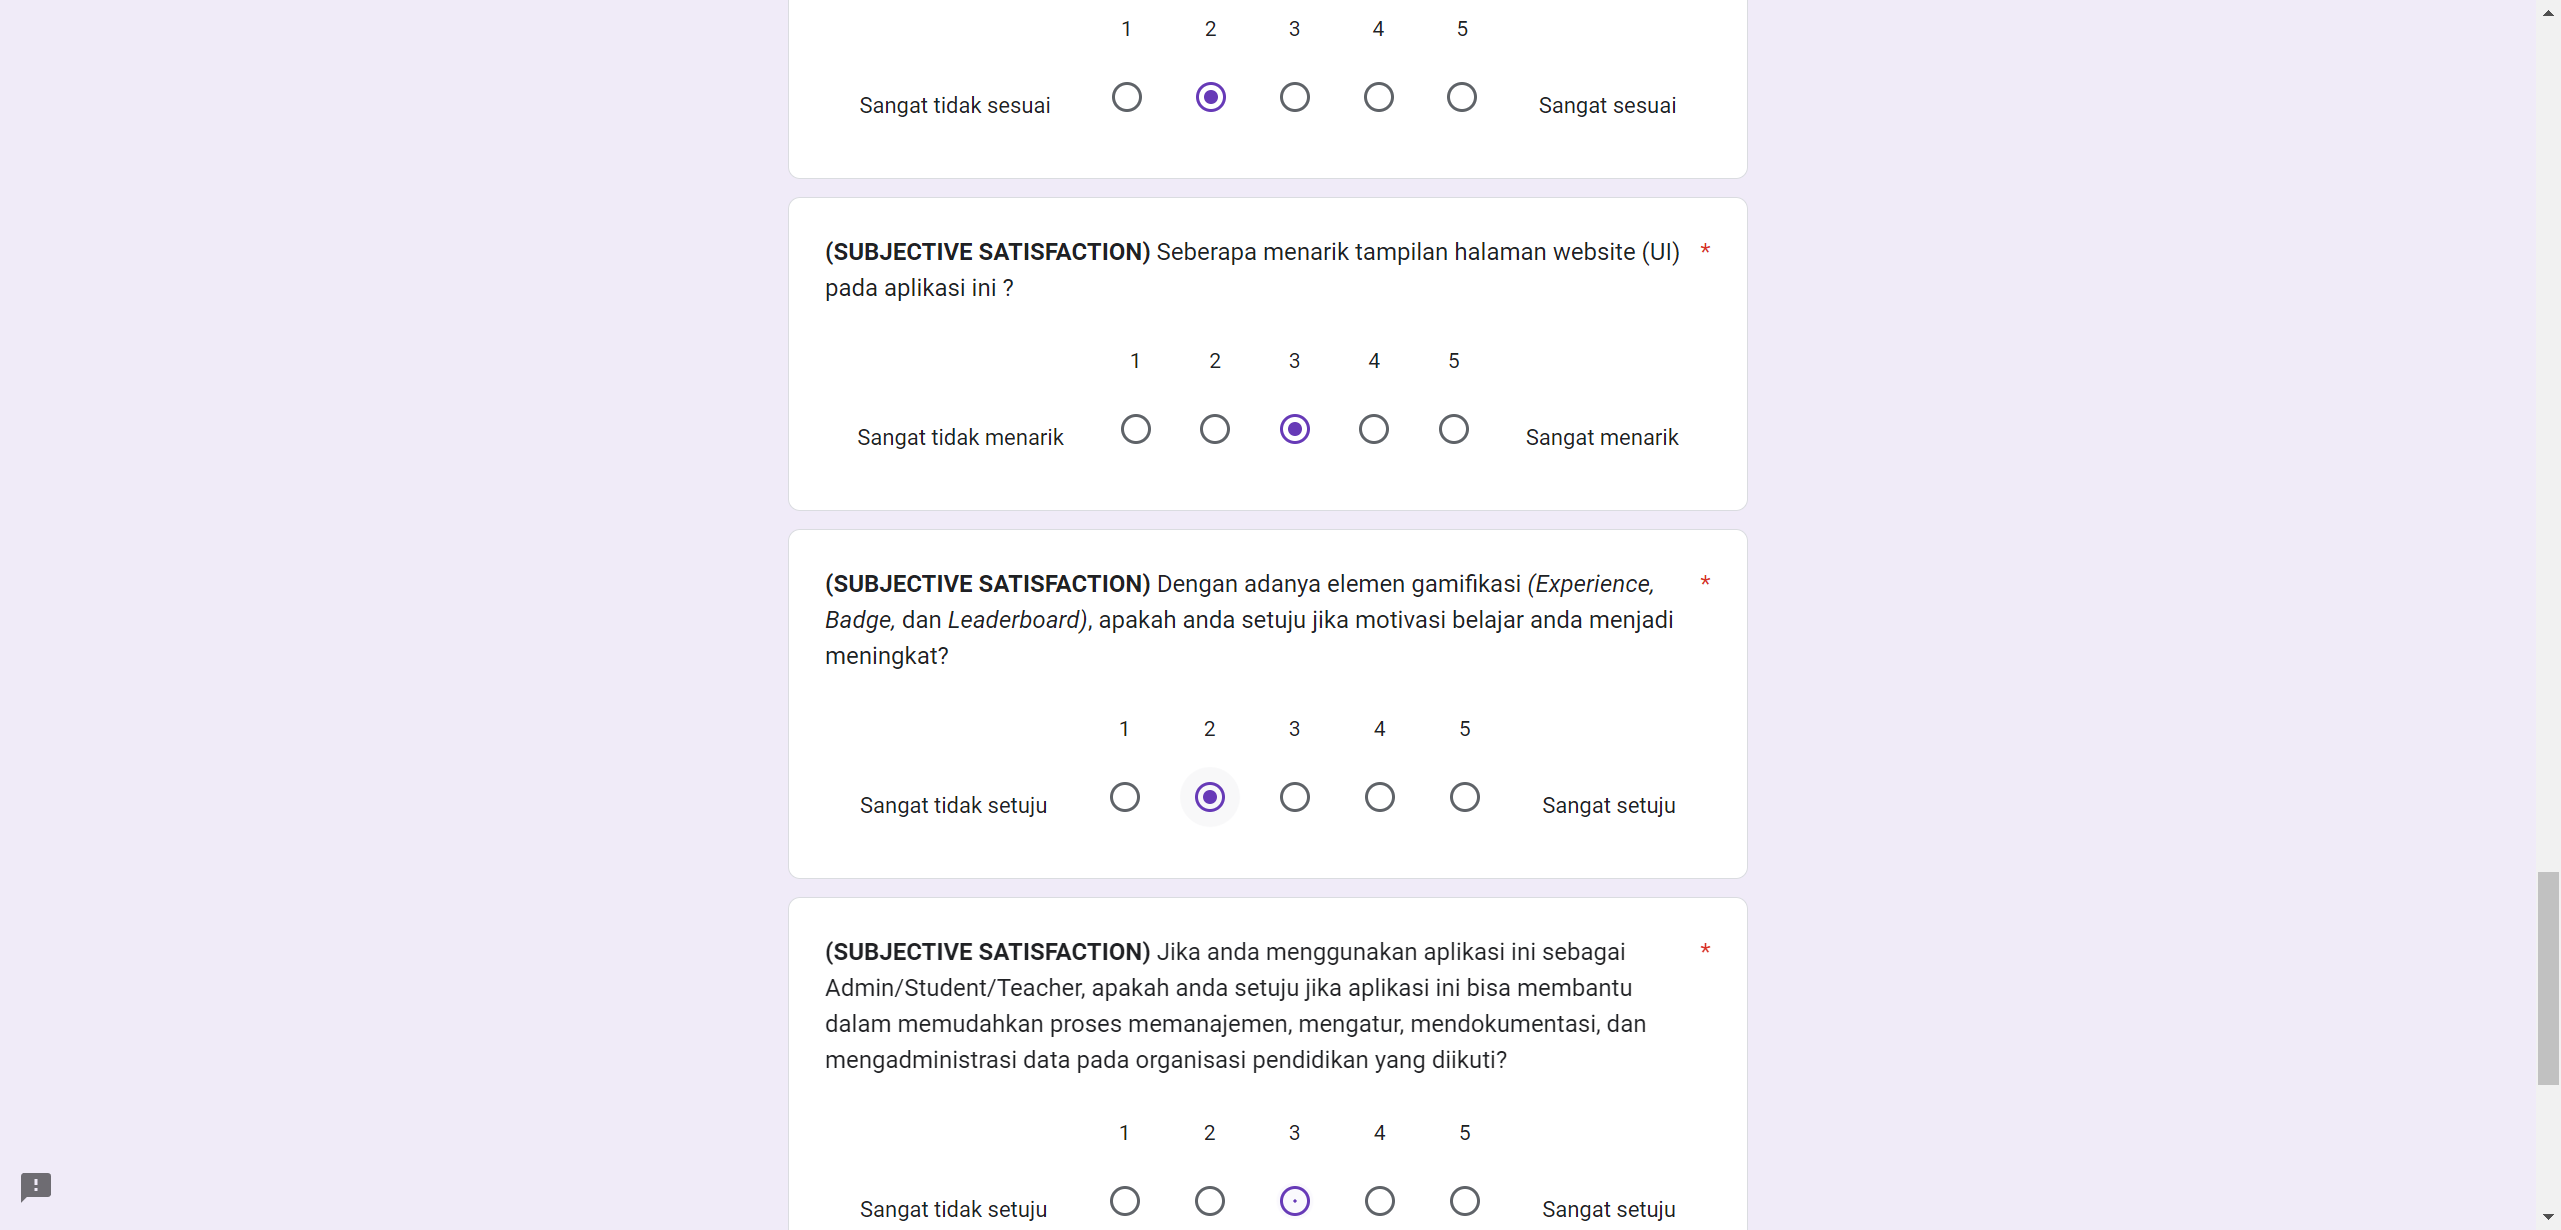 1 2 3 4 5
Sangat tidak sesuai Sangat sesuai
(SUBJECTIVE SATISFACTION) Seberapa menarik tampilan halaman website (UI) *
pada aplikasi ini ?
1 2 3 4 5
Sangat tidak menarik Sangat menarik
(SUBJECTIVE SATISFACTION) Dengan adanya elemen gamifikasi (Experience, *
Badge, dan Leaderboard), apakah anda setuju jika motivasi belajar anda menjadi
meningkat?
1 2 3 4 5
Sangat tidak setuju Sangat setuju
(SUBJECTIVE SATISFACTION) Jika anda menggunakan aplikasi ini sebagai *
Admin/Student/Teacher, apakah anda setuju jika aplikasi ini bisa membantu
dalam memudahkan proses memanajemen, mengatur, mendokumentasi, dan
mengadministrasi data pada organisasi pendidikan yang diikuti?
1 2 3 4 5
Sangat tidak setuju Sangat setuju